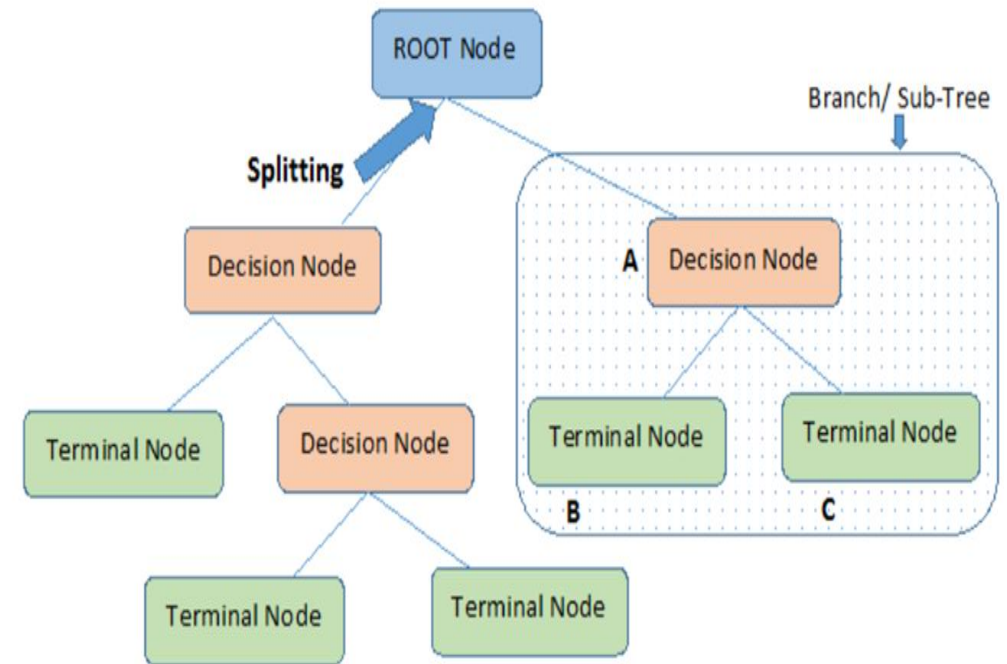 ROOT Node
Branch/ Sub-Tree
Splitting
Decision Node
A
Decision Node
Terminal Node
Decision Node
Terminal Node
Terminal Node
B
C
Terminal Node
Terminal Node